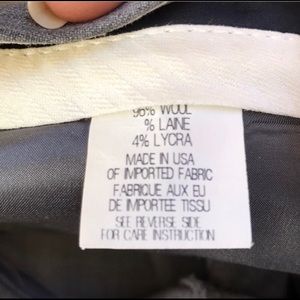 96% WOOL
% LAINE
4% LYCRA
MADE IN USA
OF IMPORTED FABRIC
FABRIQUE AUX EU
DE IMPORTEE TISSU
SEE REVERSE SIDE
FOR CARE INSTRUCTION